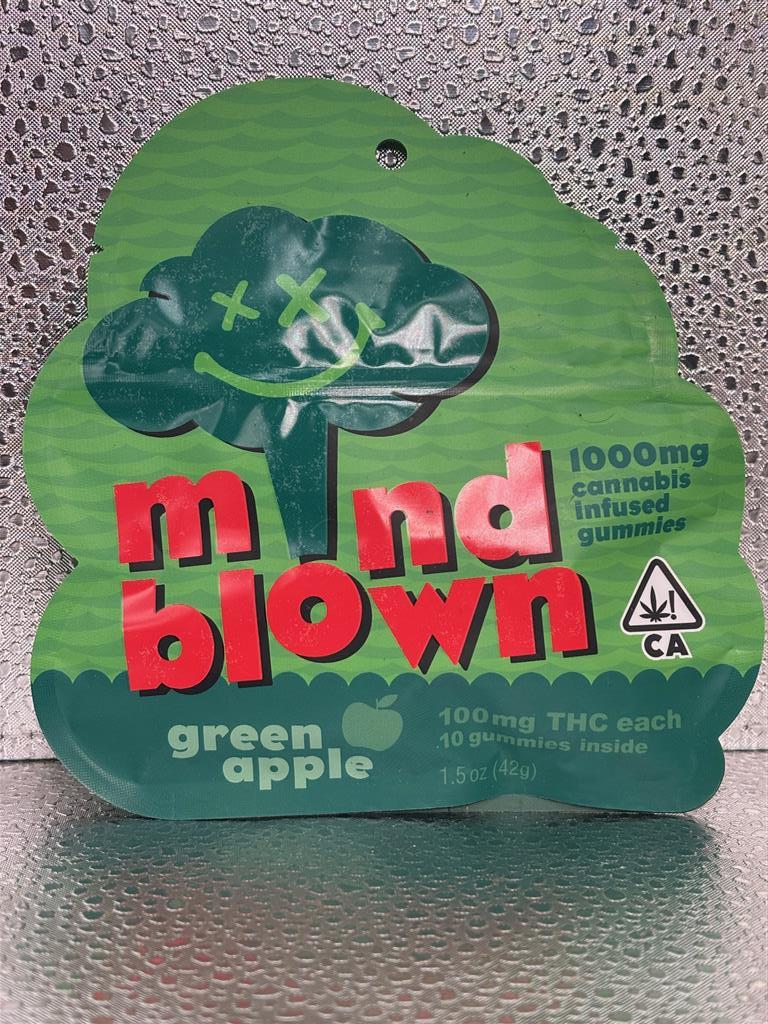 mind
blown
1000mg
cannabis
infused
gummies
CA
green
apple
100mg THC each
10 gummies inside
1.5 oz (42g)